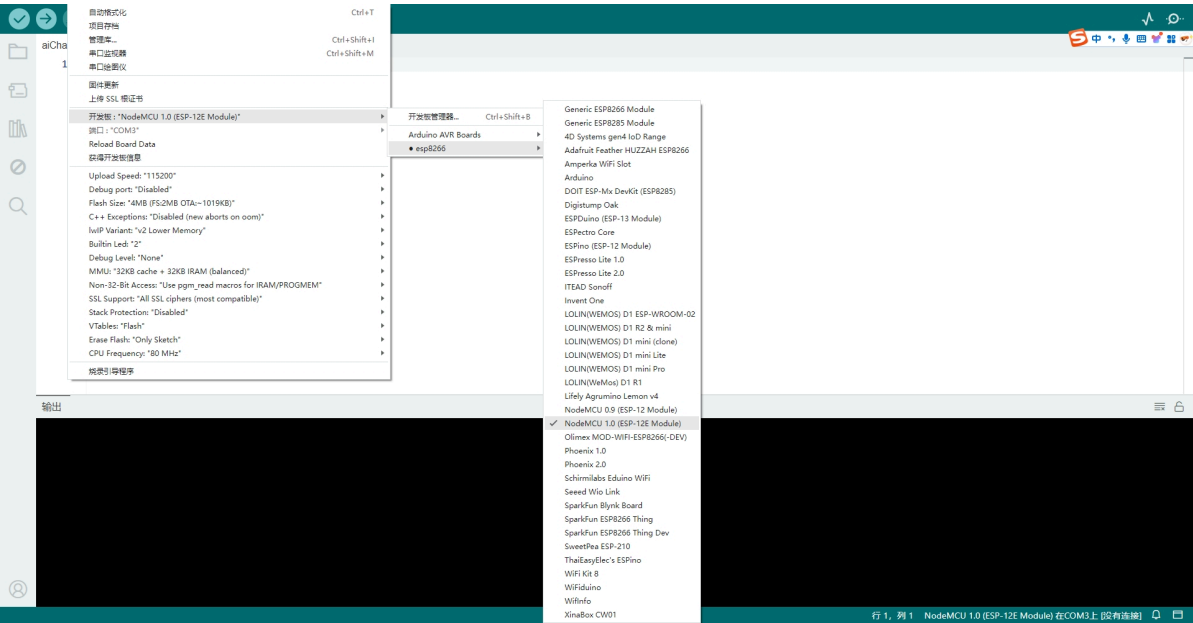 自动格式化 Ctrl+T
项目存档
管理库... Ctrl+Shift+I
串口监视器 Ctrl+Shift+M
串口绘图仪
固件更新
上传 SSL 根证书
开发板 : "NodeMCU 1.0 (ESP-12E Module)"
端口 : "COM3"
Reload Board Data
获得开发板信息
Upload Speed: "115200"
Debug port: "Disabled"
Flash Size: "4MB (FS:2MB OTA:~1019KB)"
C++ Exceptions: "Disabled (new aborts on oom)"
lwIP Variant: "v2 Lower Memory"
Builtin Led: "2"
Debug Level: "None"
MMU: "32KB cache + 32KB IRAM (balanced)"
Non-32-Bit Access: "Use pgm_read macros for IRAM/PROGMEM"
SSL Support: "All SSL ciphers (most compatible)"
Stack Protection: "Disabled"
VTables: "Flash"
Erase Flash: "Only Sketch"
CPU Frequency: "80 MHz"
烧录引导程序
aiCha
1
开发板管理器... Ctrl+Shift+B
Arduino AVR Boards
esp8266
Generic ESP8266 Module
Generic ESP8285 Module
4D Systems gen4 IoD Range
Adafruit Feather HUZZAH ESP8266
Amperka WiFi Slot
Arduino
DOIT ESP-Mx DevKit (ESP8285)
Digistump Oak
ESPDuino (ESP-13 Module)
ESPectro Core
ESPino (ESP-12 Module)
ESPresso Lite 1.0
ESPresso Lite 2.0
ITEAD Sonoff
Invent One
LOLIN(WEMOS) D1 ESP-WROOM-02
LOLIN(WEMOS) D1 R2 & mini
LOLIN(WEMOS) D1 mini (clone)
LOLIN(WEMOS) D1 mini Lite
LOLIN(WEMOS) D1 mini Pro
LOLIN(WeMos) D1 R1
Lifely Agrumino Lemon v4
NodeMCU 0.9 (ESP-12 Module)
NodeMCU 1.0 (ESP-12E Module)
Olimex MOD-WIFI-ESP8266(-DEV)
Phoenix 1.0
Phoenix 2.0
Schirmilabs Eduino WiFi
Seeed Wio Link
SparkFun Blynk Board
SparkFun ESP8266 Thing
SparkFun ESP8266 Thing Dev
SweetPea ESP-210
ThaiEasyElec's ESPino
WiFi Kit 8
WiFiduino
WifInfo
XinaBox CW01
S 中
输出
行 1，列 1 NodeMCU 1.0 (ESP-12E Module) 在COM3上 [没有连接]